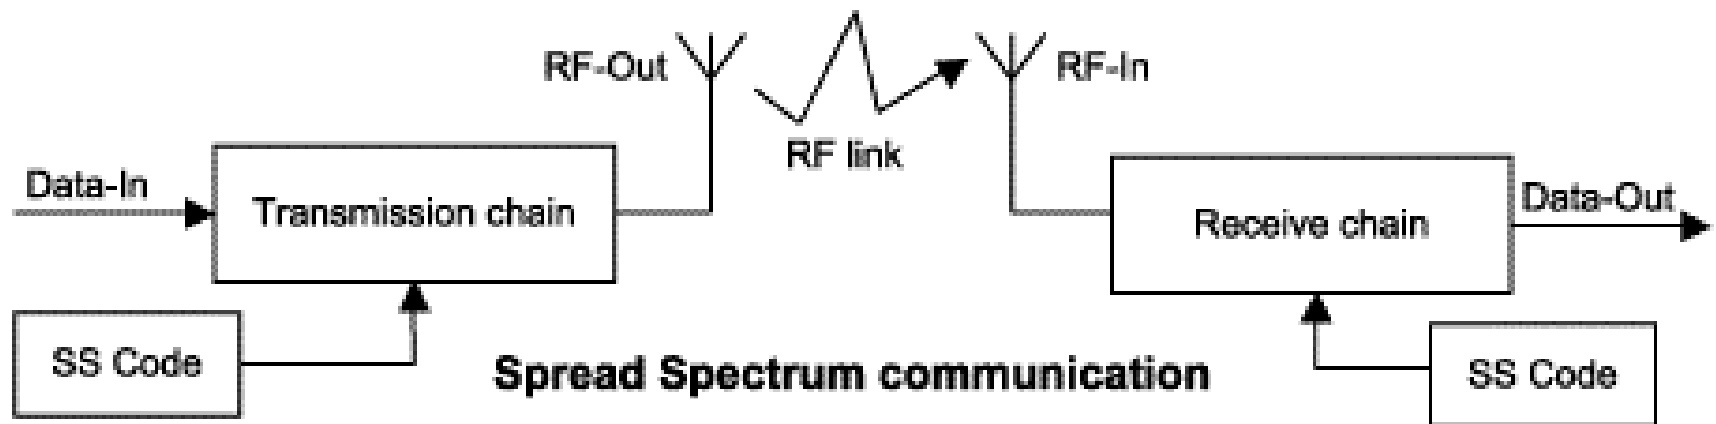 RF-Out
RF-In
RF link
Data-In
Transmission chain
Receive chain
Data-Out
SS Code
Spread Spectrum communication
SS Code